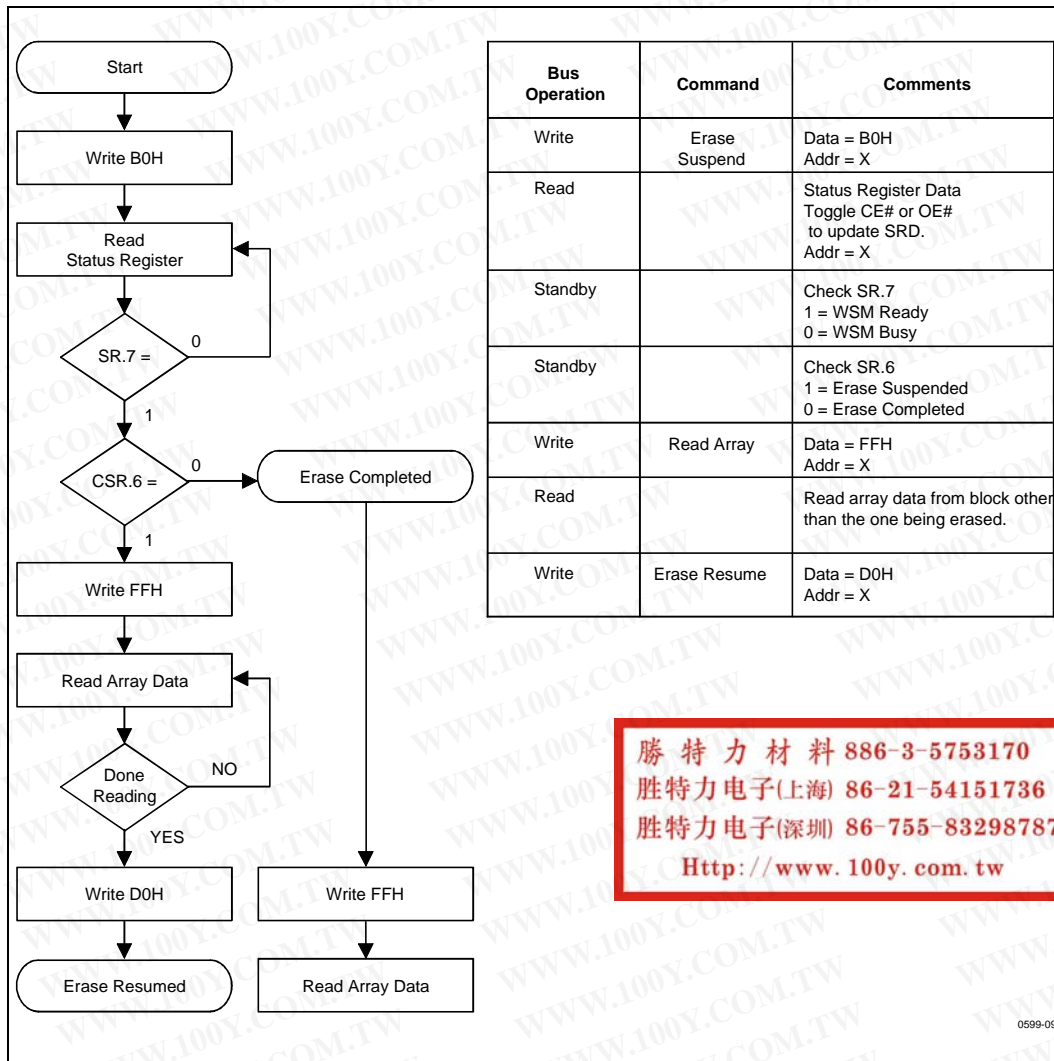 Start
Write B0H
Read
Status Register
SR.7 =
0
1
CSR.6 =
0
1
Erase Completed
Write FFH
Read Array Data
Done
Reading
NO
YES
Write D0H
Erase Resumed
Write FFH
Read Array Data
Bus
Operation
Command
Comments
Write
Erase
Suspend
Data = B0H
Addr = X
Read
Status Register Data
Toggle CE# or OE#
to update SRD.
Addr = X
Standby
Check SR.7
1 = WSM Ready
0 = WSM Busy
Standby
Check SR.6
1 = Erase Suspended
0 = Erase Completed
Write
Read Array
Data = FFH
Addr = X
Read
Read array data from block other
than the one being erased.
Write
Erase Resume
Data = D0H
Addr = X
勝 特 力 材 料 886-3-5753170
胜特力电子(上海) 86-21-54151736
胜特力电子(深圳) 86-755-83298787
Http://www.100y.com.tw
0599-09
WWW.100Y.COM.TW